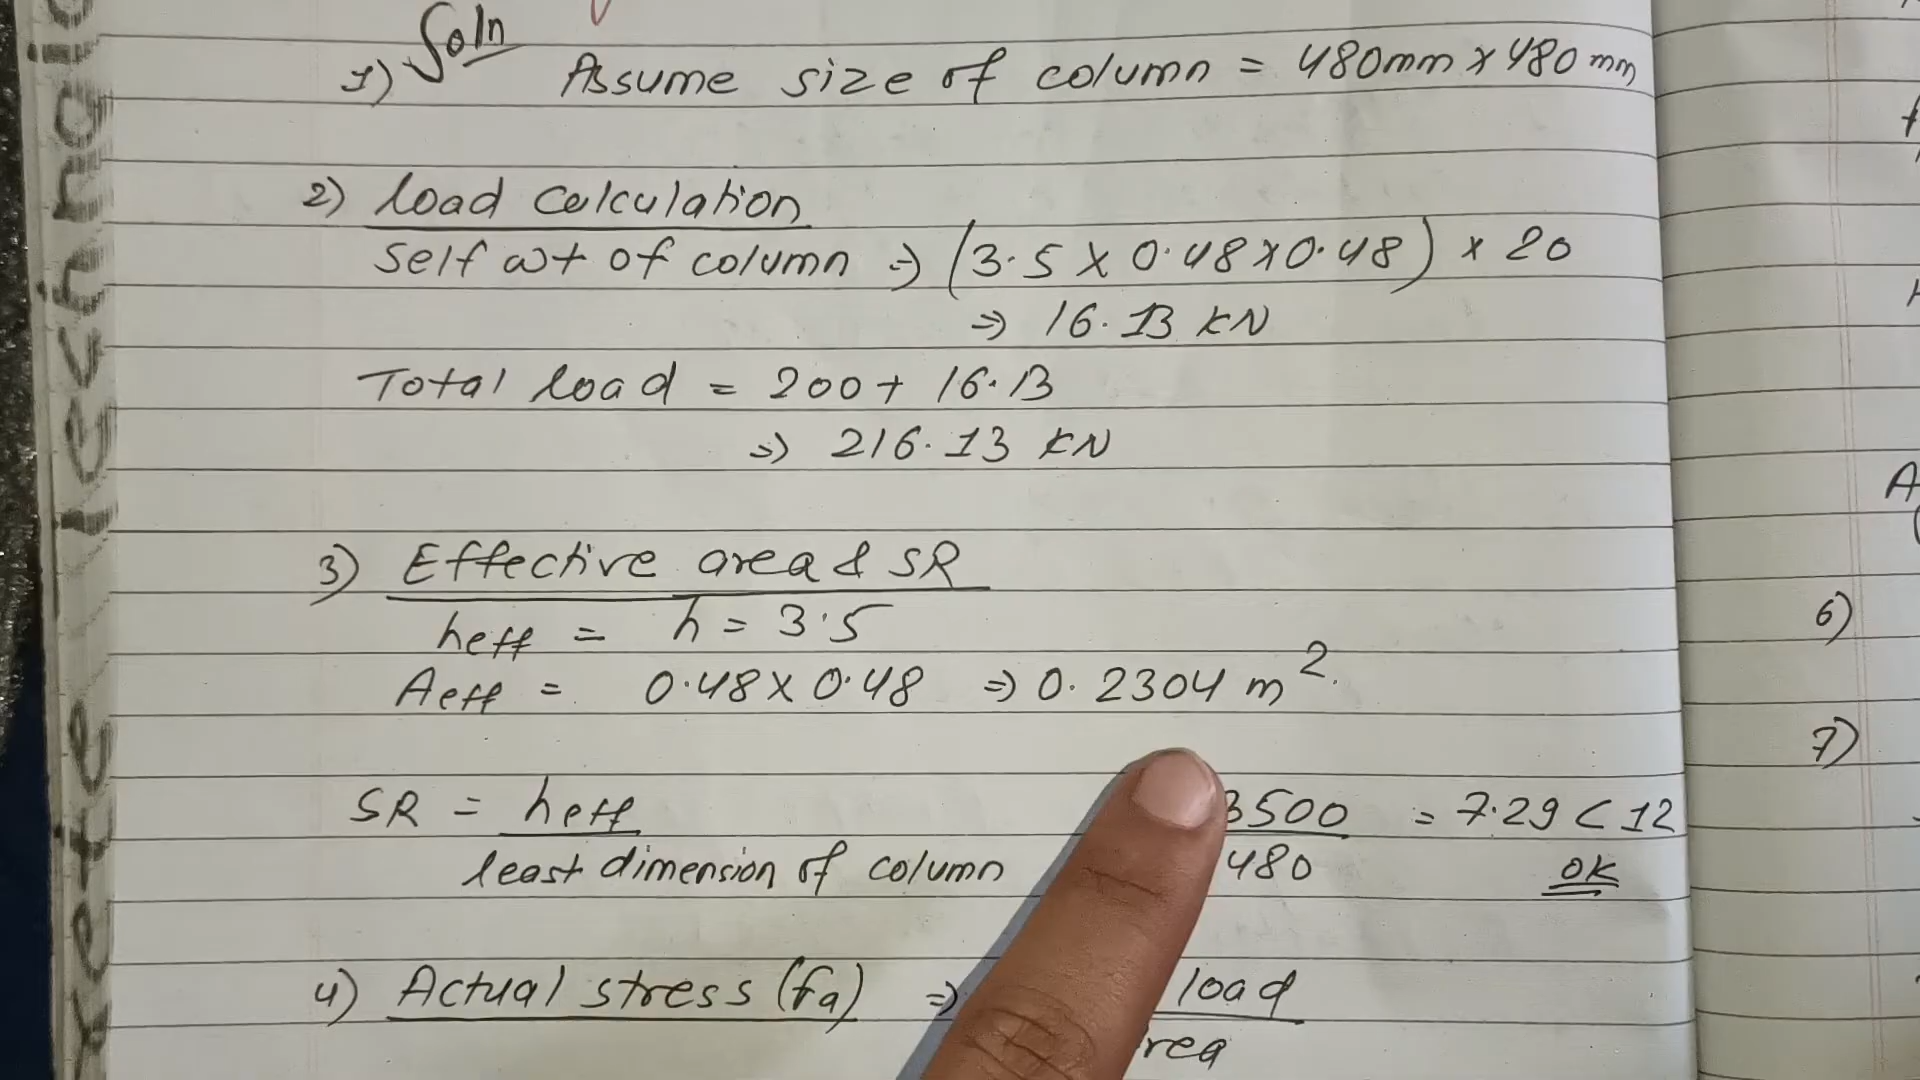 1) Soln Assume size of column = 480mm x 480 mm
2) Load Calculation
Self wt of column => (3.5 x 0.48 x 0.48) x 20
=> 16.13 KN
Total load = 200 + 16.13
=> 216.13 KN
3) Effective area & SR
heff = h = 3.5
Aeff = 0.48 x 0.48 => 0.2304 m².
SR = heff / least dimension of column 3500 / 480 = 7.29 < 12
OK
4) Actual stress (fa) => load
6)
7)